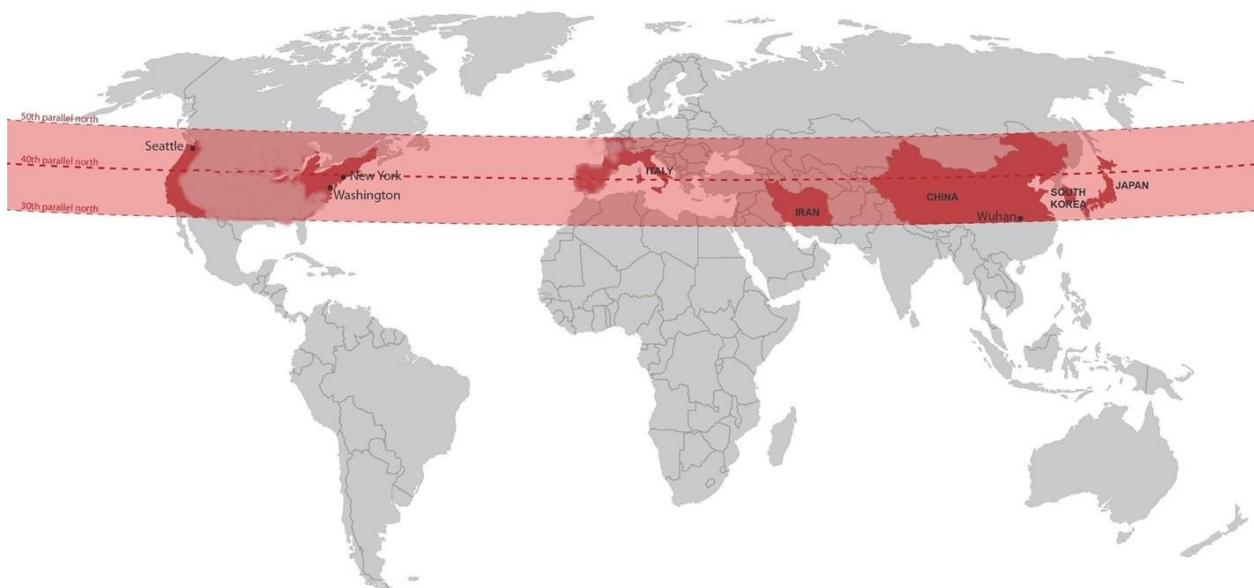 50th parallel north
Seattle
40th parallel north
New York
Washington
30th parallel north
ITALY
IRAN
CHINA
Wuhan
SOUTH
KOREA
JAPAN